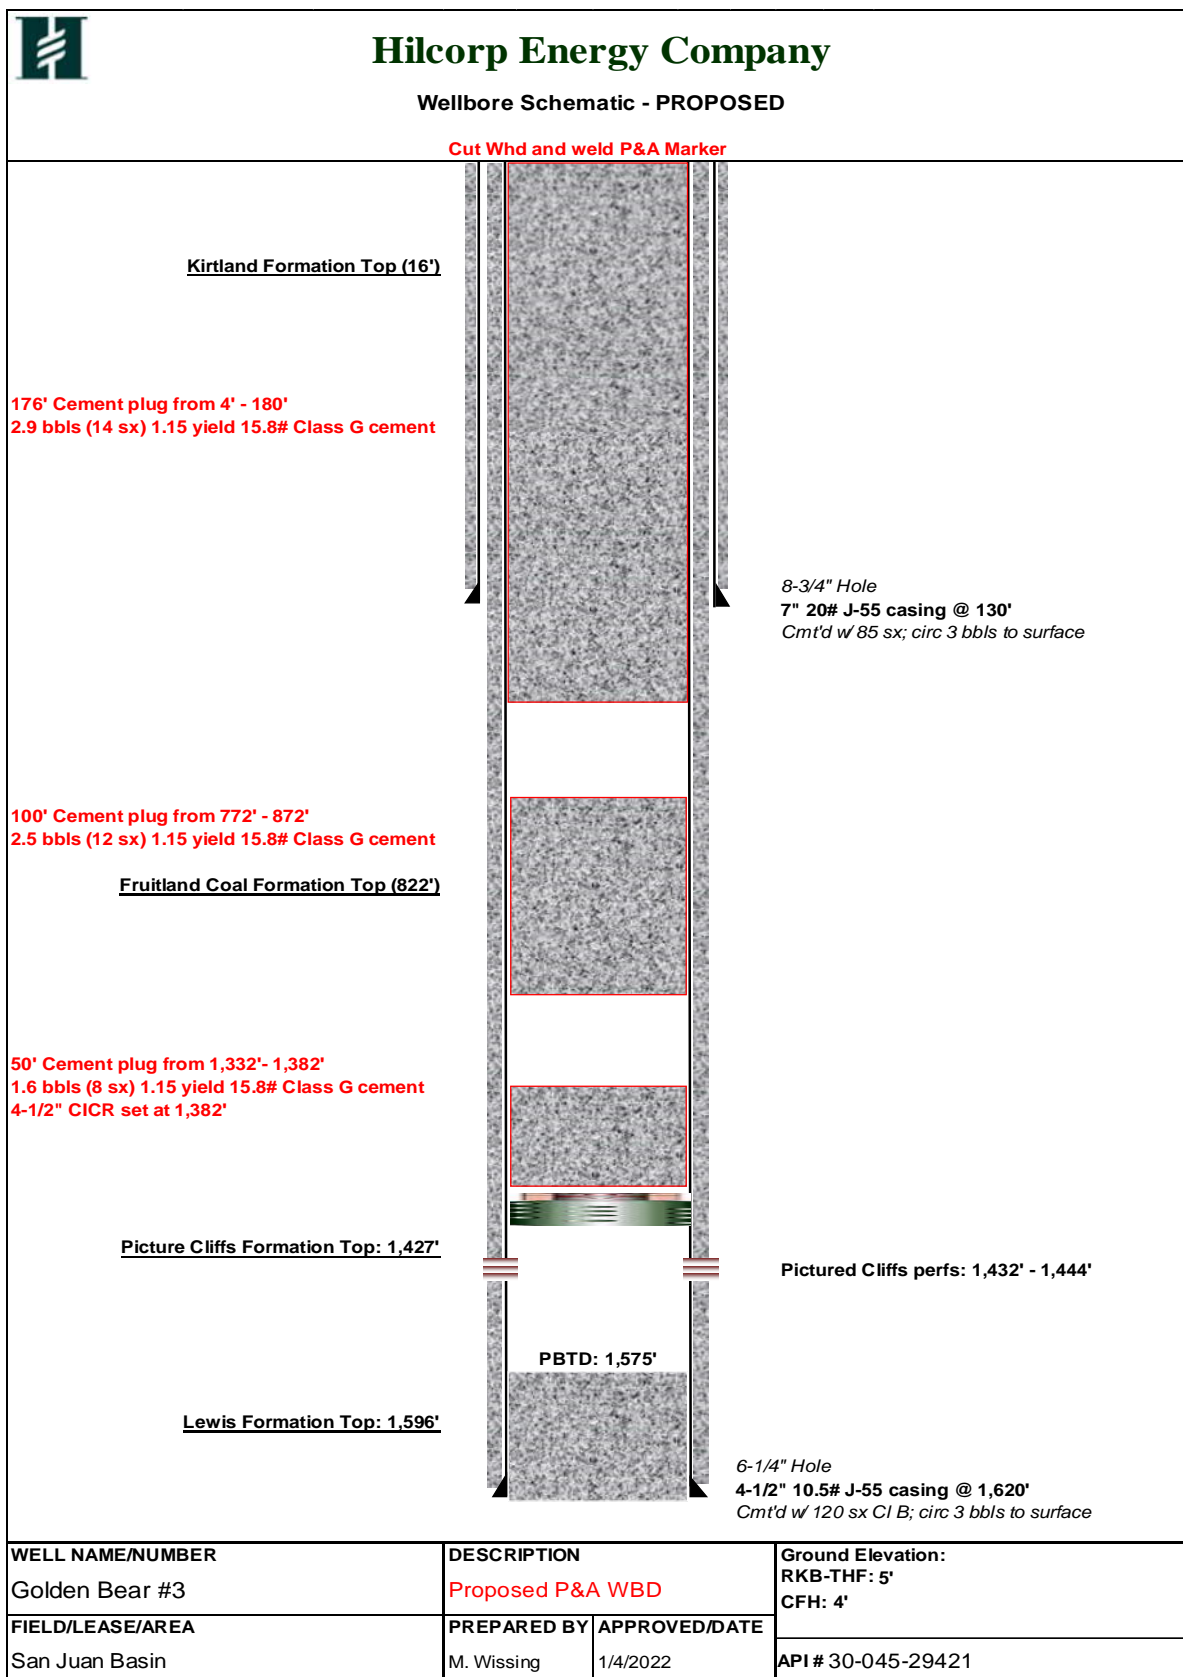 Hilcorp Energy Company
Wellbore Schematic - PROPOSED
Cut Whd and weld P&A Marker
Kirtland Formation Top (16')
176' Cement plug from 4' - 180'
2.9 bbls (14 sx) 1.15 yield 15.8# Class G cement
8-3/4" Hole
7" 20# J-55 casing @ 130'
Cmt'd w/ 85 sx; circ 3 bbls to surface
100' Cement plug from 772' - 872'
2.5 bbls (12 sx) 1.15 yield 15.8# Class G cement
Fruitland Coal Formation Top (822')
50' Cement plug from 1,332'- 1,382'
1.6 bbls (8 sx) 1.15 yield 15.8# Class G cement
4-1/2" CICR set at 1,382'
Picture Cliffs Formation Top: 1,427'
Pictured Cliffs perfs: 1,432' - 1,444'
PBTD: 1,575'
Lewis Formation Top: 1,596'
6-1/4" Hole
4-1/2" 10.5# J-55 casing @ 1,620'
Cmt'd w/ 120 sx Cl B; circ 3 bbls to surface
WELL NAME/NUMBER
Golden Bear #3
DESCRIPTION
Proposed P&A WBD
Ground Elevation:
RKB-THF: 5'
CFH: 4'
FIELD/LEASE/AREA
San Juan Basin
PREPARED BY
M. Wissing
APPROVED/DATE
1/4/2022
API # 30-045-29421